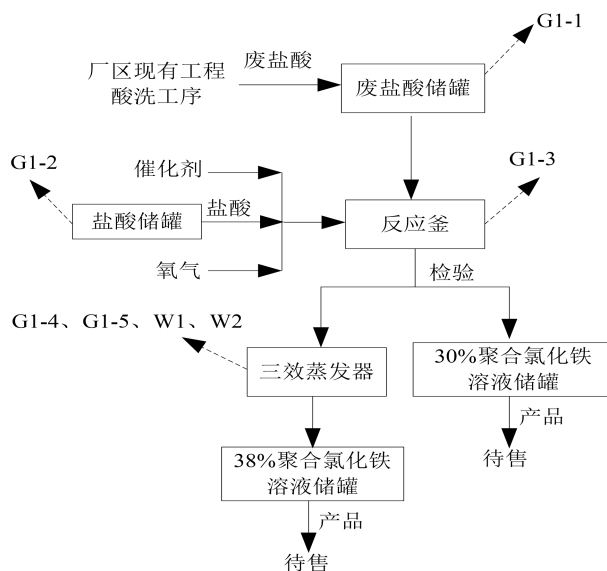 G1-1
厂区现有工程
酸洗工序
废盐酸
废盐酸储罐
G1-2
催化剂
G1-3
盐酸储罐
盐酸
反应釜
氧气
检验
G1-4、G1-5、W1、W2
三效蒸发器
30%聚合氯化铁
溶液储罐
产品
待售
38%聚合氯化铁
溶液储罐
产品
待售